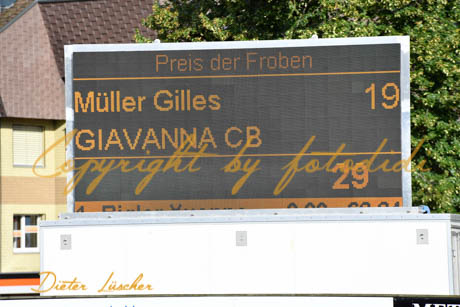 Preis der Froben
Müller Gilles 19
GIAVANNA CB
Copyright by fotodidi
29
Dieter Lüscher